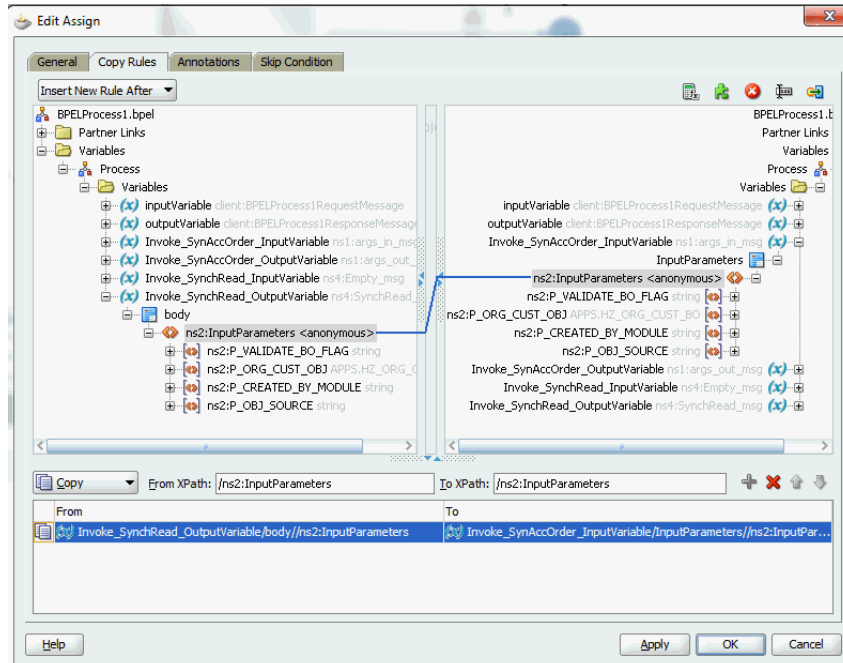 Edit Assign
General Copy Rules Annotations Skip Condition
Insert New Rule After
BPELProcess1.bpel
Partner Links
Variables
Process
Variables
(x) inputVariable client:BPELProcess1RequestMessage
(x) outputVariable client:BPELProcess1ResponseMessag
(x) Invoke_SynAccOrder_InputVariable ns1:args_in_msg
(x) Invoke_SynAccOrder_OutputVariable ns1:args_out_
(x) Invoke_SynchRead_InputVariable ns4:Empty_msg
(x) Invoke_SynchRead_OutputVariable ns4:SynchRead_
body
ns2:InputParameters <anonymous>
ns2:P_VALIDATE_BO_FLAG string
ns2:P_ORG_CUST_OBJ APPS.HZ_ORG_C
ns2:P_CREATED_BY_MODULE string
ns2:P_OBJ_SOURCE string
BPELProcess1.b
Partner Links
Variables
Process
Variables
inputVariable client:BPELProcess1RequestMessage (x)
outputVariable client:BPELProcess1ResponseMessage (x)
Invoke_SynAccOrder_InputVariable ns1:args_in_msg (x)
InputParameters
ns2:InputParameters <anonymous>
ns2:P_VALIDATE_BO_FLAG string
ns2:P_ORG_CUST_OBJ APPS.HZ_ORG_CUST_BO
ns2:P_CREATED_BY_MODULE string
ns2:P_OBJ_SOURCE string
Invoke_SynAccOrder_OutputVariable ns1:args_out_msg (x)
Invoke_SynchRead_InputVariable ns4:Empty_msg (x)
Invoke_SynchRead_OutputVariable ns4:SynchRead_msg (x)
Copy From XPath: /ns2:InputParameters To XPath: /ns2:InputParameters
From To
Invoke_SynchRead_OutputVariable/body//ns2:InputParameters Invoke_SynAccOrder_InputVariable/InputParameters//ns2:InputPar...
Help Apply OK Cancel